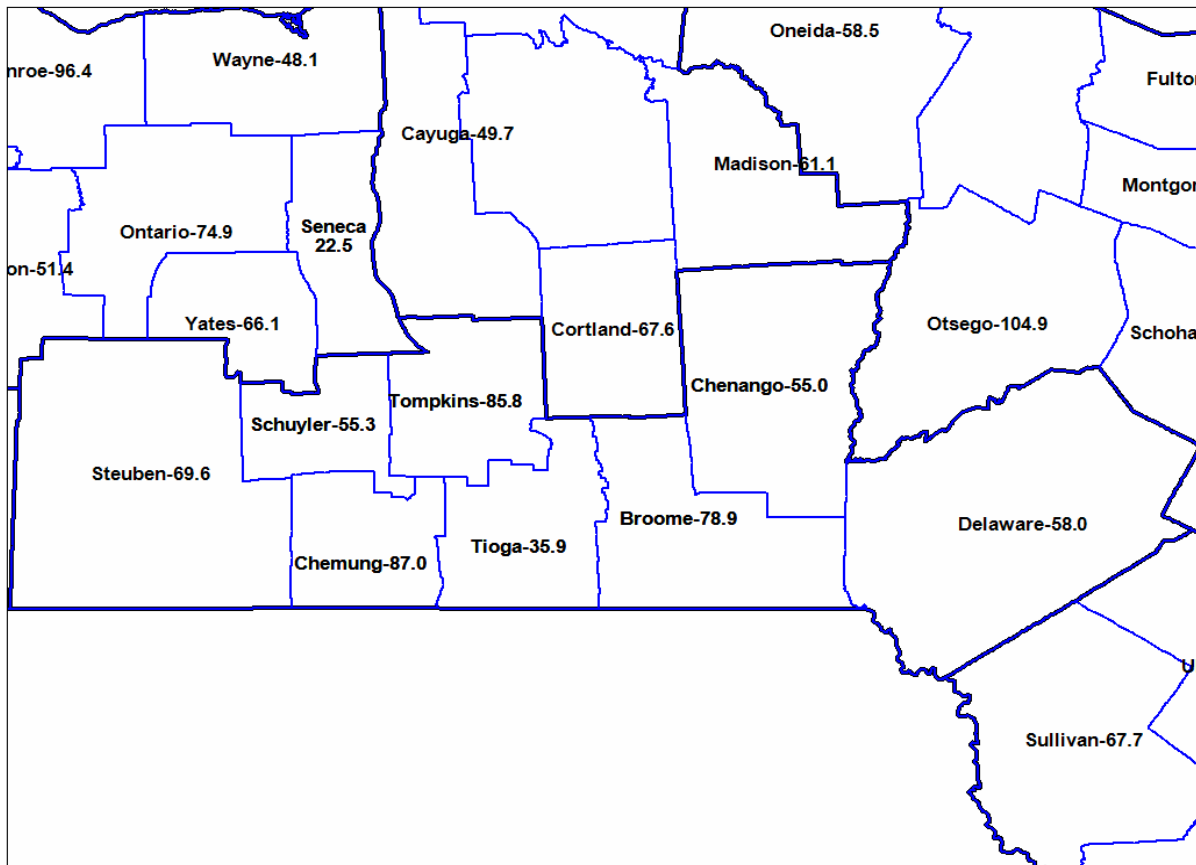 Oneida-58.5
Wayne-48.1
nroe-96.4
Fulton
Cayuga-49.7
Madison-61.1
Montgor
Seneca
22.5
Ontario-74.9
on-51.4
Yates-66.1
Cortland-67.6
Otsego-104.9
Schoha
Chenango-55.0
Tompkins-85.8
Schuyler-55.3
Steuben-69.6
Broome-78.9
Delaware-58.0
Tioga-35.9
Chemung-87.0
U
Sullivan-67.7